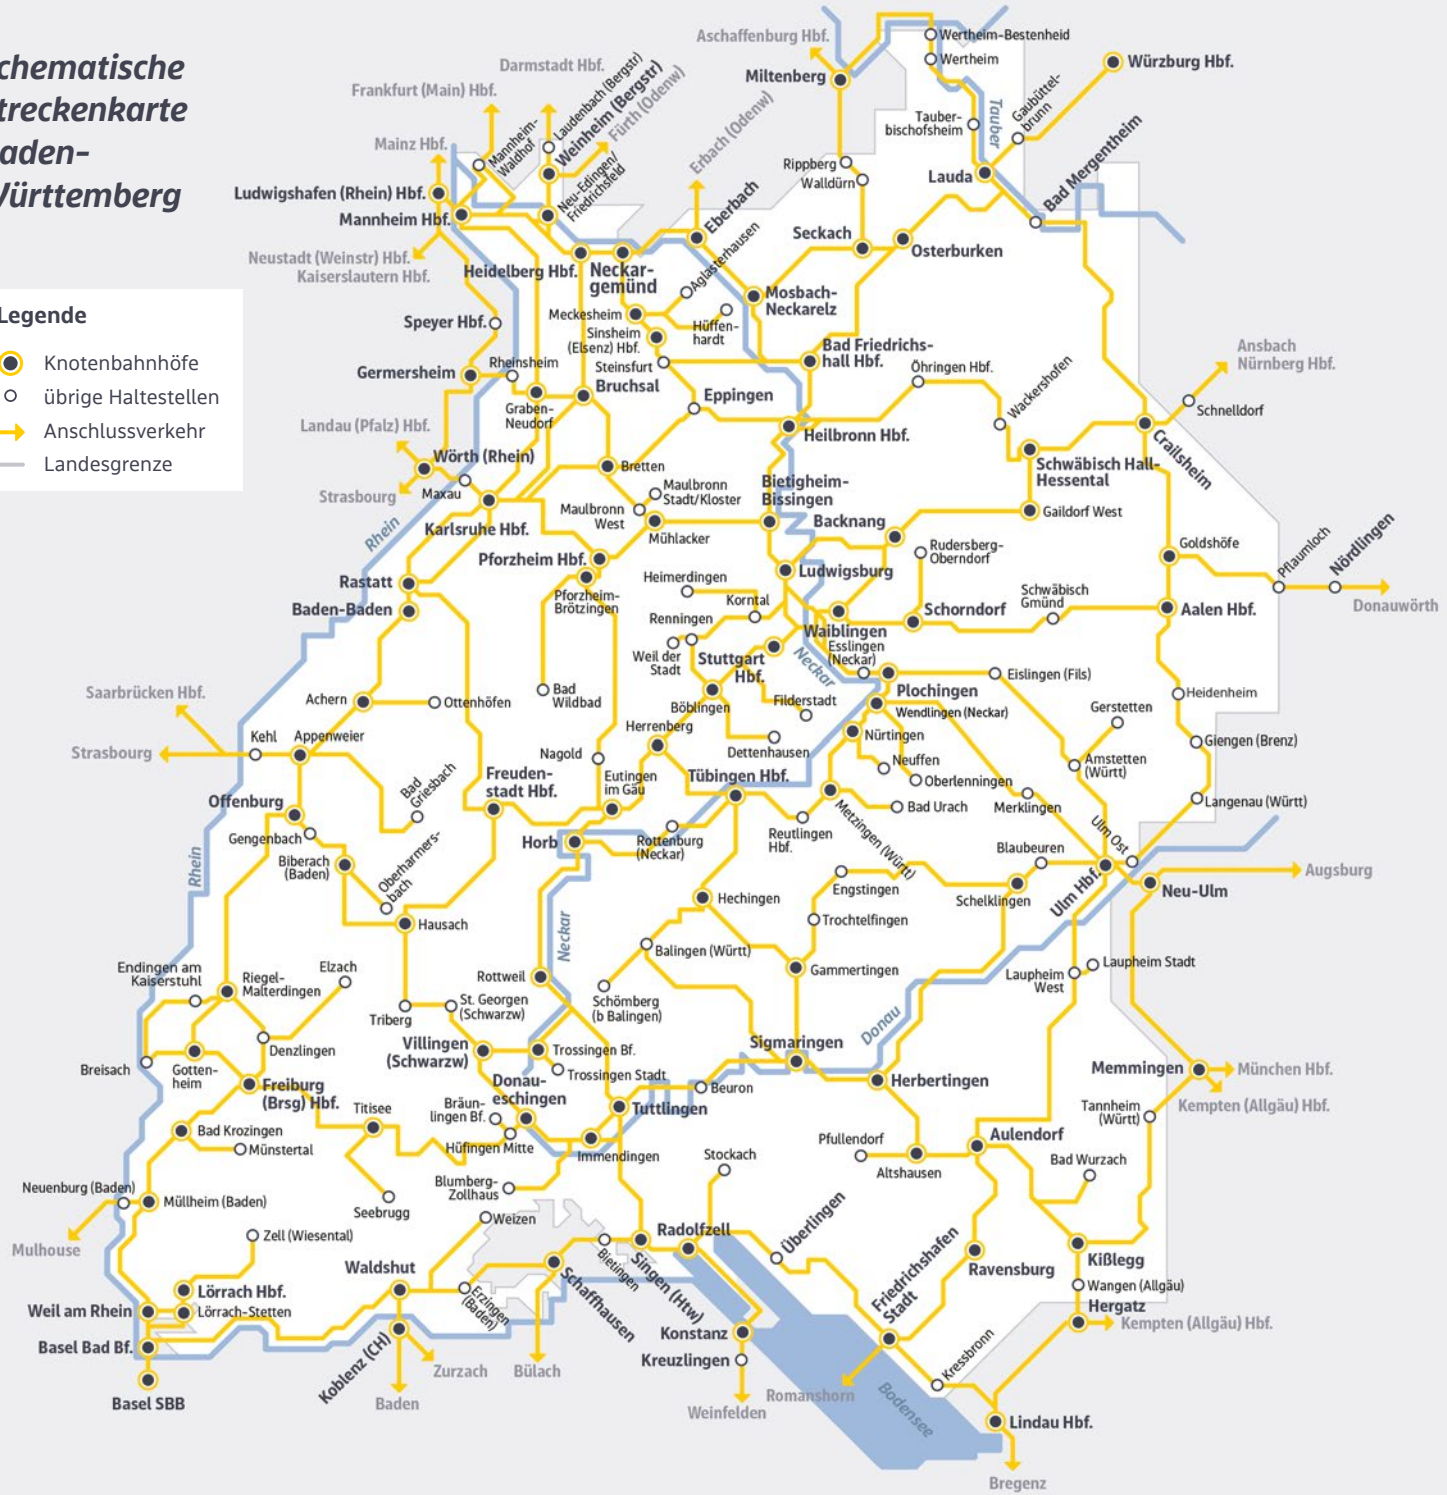 chematische
treckenkarte
aden-
Württemberg
Legende
Knotenbahnhöfe
übrige Haltestellen
Anschlussverkehr
Landesgrenze
Aschaffenburg Hbf.
Wertheim-Bestenheid
Wertheim
Würzburg Hbf.
Miltenberg
Tauber
Gaubüttel-
brunn
Tauber-
bischofsheim
Darmstadt Hbf.
Frankfurt (Main) Hbf.
Laudenbach (Bergstr)
Weinheim (Bergstr)
Fürth (Odenw)
Mannheim-
Waldhof
Mainz Hbf.
Erbach (Odenw)
Rippberg
Walldürn
Lauda
Bad Mergentheim
Ludwigshafen (Rhein) Hbf.
Mannheim Hbf.
Neu-Edingen/
Friedrichsfeld
Eberbach
Seckach
Osterburken
Neustadt (Weinstr) Hbf.
Kaiserslautern Hbf.
Heidelberg Hbf.
Neckar-
gemünd
Aglasterhausen
Mosbach-
Neckarelz
Meckesheim
Hüffen-
hardt
Sinsheim
(Elsenz) Hbf.
Steinsfurt
Speyer Hbf.
Rheinsheim
Germersheim
Bruchsal
Graben-
Neudorf
Eppingen
Bad Friedrichs-
hall Hbf.
Öhringen Hbf.
Wackershofen
Ansbach
Nürnberg Hbf.
Schnelldorf
Crailsheim
Heilbronn Hbf.
Landau (Pfalz) Hbf.
Wörth (Rhein)
Strasbourg
Maxau
Bretten
Schwäbisch Hall-
Hessental
Maulbronn
Stadt/Kloster
Maulbronn
West
Bietigheim-
Bissingen
Karlsruhe Hbf.
Mühlacker
Backnang
Gaildorf West
Rhein
Pforzheim Hbf.
Ludwigsburg
Rudersberg-
Oberndorf
Goldshöfe
Pflaumloch
Nördlingen
Donauwörth
Rastatt
Baden-Baden
Pforzheim-
Brötzingen
Heimerdingen
Korntal
Renningen
Schorndorf
Schwäbisch
Gmünd
Aalen Hbf.
Waiblingen
Weil der
Stadt
Stuttgart
Hbf.
Neckar
Esslingen
(Neckar)
Eislingen (Fils)
Saarbrücken Hbf.
Achern
Ottenhöfen
Bad
Wildbad
Böblingen
Filderstadt
Plochingen
Wendlingen (Neckar)
Heidenheim
Gerstetten
Strasbourg
Kehl
Appenweier
Nagold
Herrenberg
Dettenhausen
Nürtingen
Neuffen
Oberlenningen
Giengen (Brenz)
Amstetten
(Württ)
Freuden-
stadt Hbf.
Eutingen
im Gäu
Tübingen Hbf.
Bad
Griesbach
Offenburg
Metzingen (Württ)
Bad Urach
Merklingen
Langenau (Württ)
Gengenbach
Horb
Rottenburg
(Neckar)
Reutlingen
Hbf.
Biberach
(Baden)
Oberharmers-
bach
Blaubeuren
Ulm Ost
Rhein
Engstingen
Schelklingen
Ulm Hbf.
Neu-Ulm
Augsburg
Hausach
Hechingen
Trochtelfingen
Neckar
Balingen (Württ)
Rottweil
Gammertingen
Laupheim
West
Laupheim Stadt
Endingen am
Kaiserstuhl
Riegel-
Malterdingen
Elzach
Triberg
St. Georgen
(Schwarzw)
Schömberg
(b Balingen)
Donau
Breisach
Gotten-
heim
Denzlingen
Villingen
(Schwarzw)
Trossingen Bf.
Trossingen Stadt
Sigmaringen
Memmingen
München Hbf.
Kempten (Allgäu) Hbf.
Freiburg
(Brsg) Hbf.
Donau-
eschingen
Beuron
Herbertingen
Titisee
Bräun-
lingen Bf.
Tuttlingen
Tannheim
(Württ)
Bad Krozingen
Münstertal
Hüfingen Mitte
Immendingen
Pfullendorf
Altshausen
Aulendorf
Stockach
Bad Wurzach
Neuenburg (Baden)
Müllheim (Baden)
Seebrugg
Blumberg-
Zollhaus
Weizen
Mulhouse
Zell (Wiesental)
Radolfzell
Überlingen
Bietingen
Singen (Htw)
Friedrichshafen
Stadt
Ravensburg
Kißlegg
Wangen (Allgäu)
Hergatz
Kempten (Allgäu) Hbf.
Waldshut
Lörrach Hbf.
Weil am Rhein
Lörrach-Stetten
Erzingen
(Baden)
Schaffhausen
Basel Bad Bf.
Basel SBB
Koblenz (CH)
Zurzach
Baden
Bülach
Konstanz
Kreuzlingen
Weinfelden
Romanshorn
Bodensee
Kressbronn
Lindau Hbf.
Bregenz